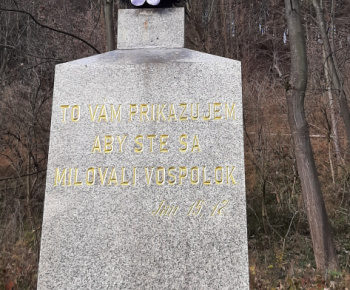 TO VÁM PRIKAZUJEM
ABY STE SA
MILOVALI VOSPOLOK